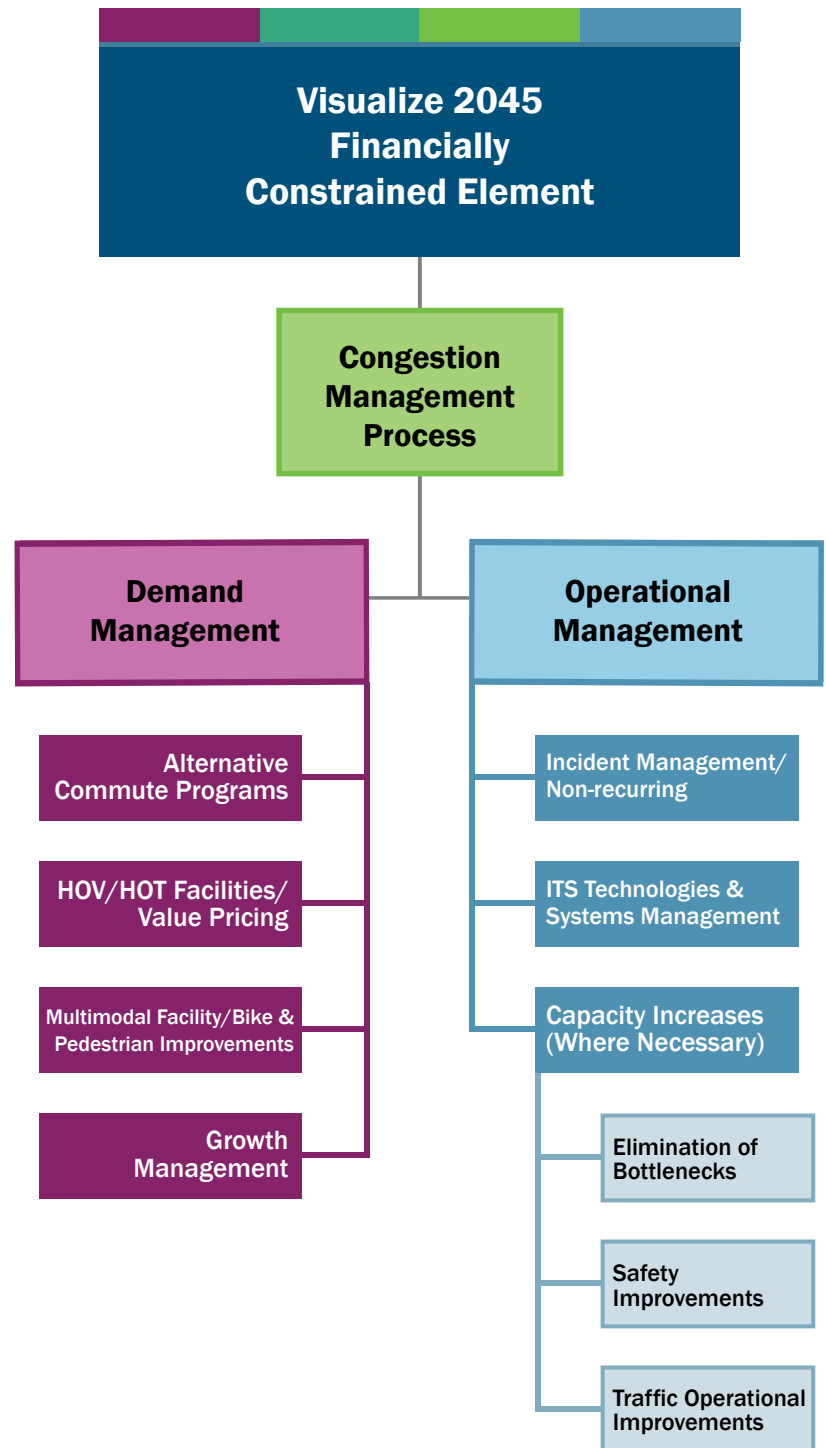 Visualize 2045
Financially
Constrained Element
Congestion
Management
Process
Demand
Management
Alternative
Commute Programs
HOV/HOT Facilities/
Value Pricing
Multimodal Facility/Bike &
Pedestrian Improvements
Growth
Management
Operational
Management
Incident Management/
Non-recurring
ITS Technologies &
Systems Management
Capacity Increases
(Where Necessary)
Elimination of
Bottlenecks
Safety
Improvements
Traffic Operational
Improvements